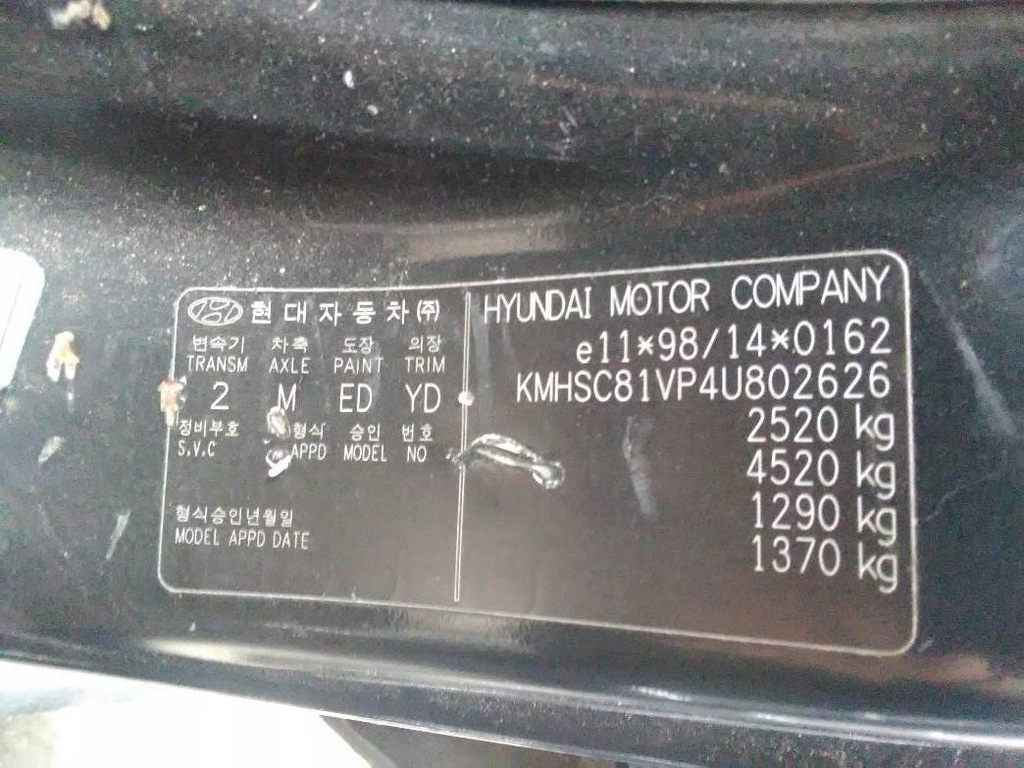 현대자동차(주)
변속기 차축 도장 의장
TRANSM AXLE PAINT TRIM
2 M ED YD
정비부호 형식 승인 번호
S.V.C APPD MODEL NO
형식승인년월일
MODEL APPD DATE
HYUNDAI MOTOR COMPANY
e11*98/14*0162
KMHSC81VP4U802626
2520 kg
4520 kg
1290 kg
1370 kg